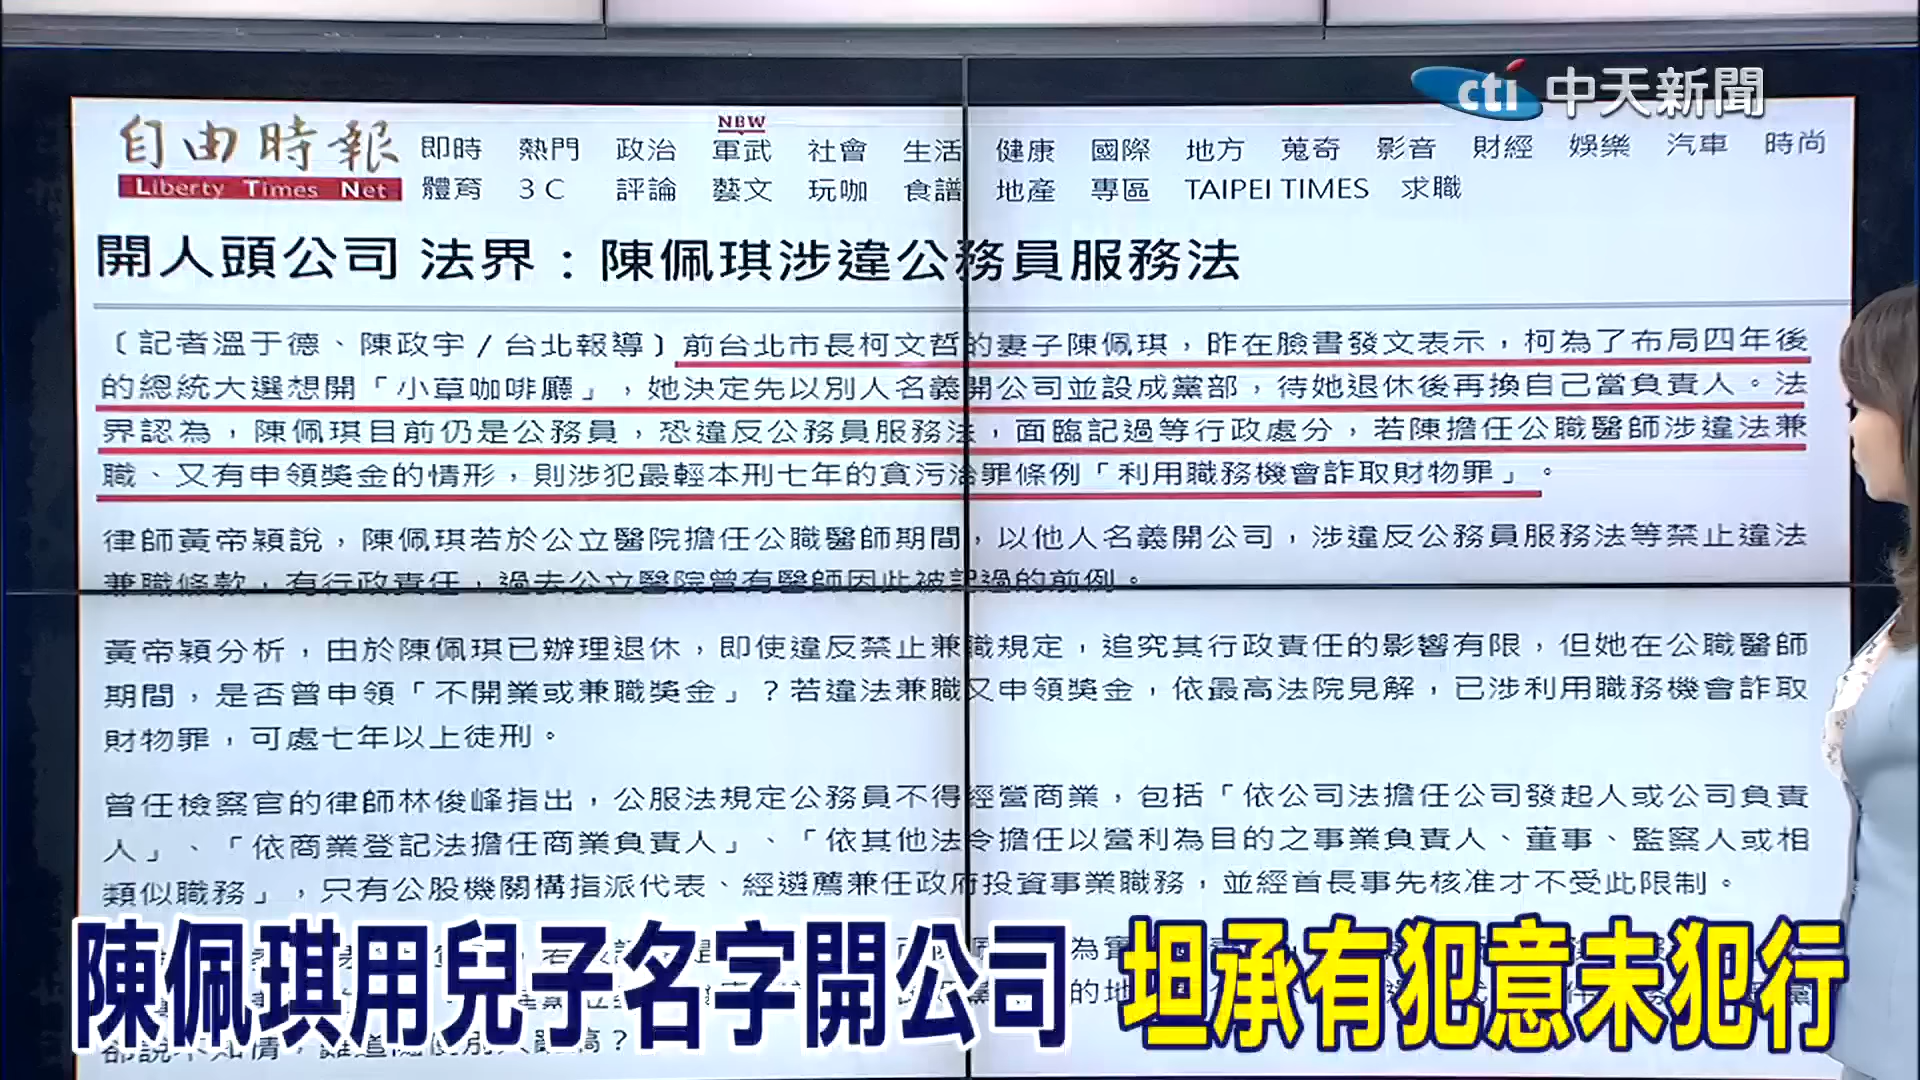 cti 中天新聞
自由時報 即時 熱門 政治 軍武 NEW 社會 生活 健康 國際 地方 蒐奇 影音 財經 娛樂 汽車 時尚
Liberty Times Net 體育 3C 評論 藝文 玩咖 食譜 地產 專區 TAIPEI TIMES 求職
開人頭公司 法界：陳佩琪涉違公務員服務法
〔記者溫于德、陳政宇／台北報導〕前台北市長柯文哲的妻子陳佩琪，昨在臉書發文表示，柯為了布局四年後
的總統大選想開「小草咖啡廳」，她決定先以別人名義開公司並設成黨部，待她退休後再換自己當負責人。法
界認為，陳佩琪目前仍是公務員，恐違反公務員服務法，面臨記過等行政處分，若陳擔任公職醫師涉違法兼
職、又有申領獎金的情形，則涉犯最輕本刑七年的貪污治罪條例「利用職務機會詐取財物罪」。
律師黃帝穎說，陳佩琪若於公立醫院擔任公職醫師期間，以他人名義開公司，涉違反公務員服務法等禁止違法
兼職條款，有行政責任，過去公立醫院曾有醫師因此被記過的前例。
黃帝穎分析，由於陳佩琪已辦理退休，即使違反禁止兼職規定，追究其行政責任的影響有限，但她在公職醫師
期間，是否曾申領「不開業或兼職獎金」？若違法兼職又申領獎金，依最高法院見解，已涉利用職務機會詐取
財物罪，可處七年以上徒刑。
曾任檢察官的律師林俊峰指出，公服法規定公務員不得經營商業，包括「依公司法擔任公司發起人或公司負責
人」、「依商業登記法擔任商業負責人」、「依其他法令擔任以營利為目的之事業負責人、董事、監察人或相
類似職務」，只有公股機關構指派代表、經遴薦兼任政府投資事業職務，並經首長事先核准才不受此限制。
陳佩琪用兒子名字開公司 坦承有犯意未犯行